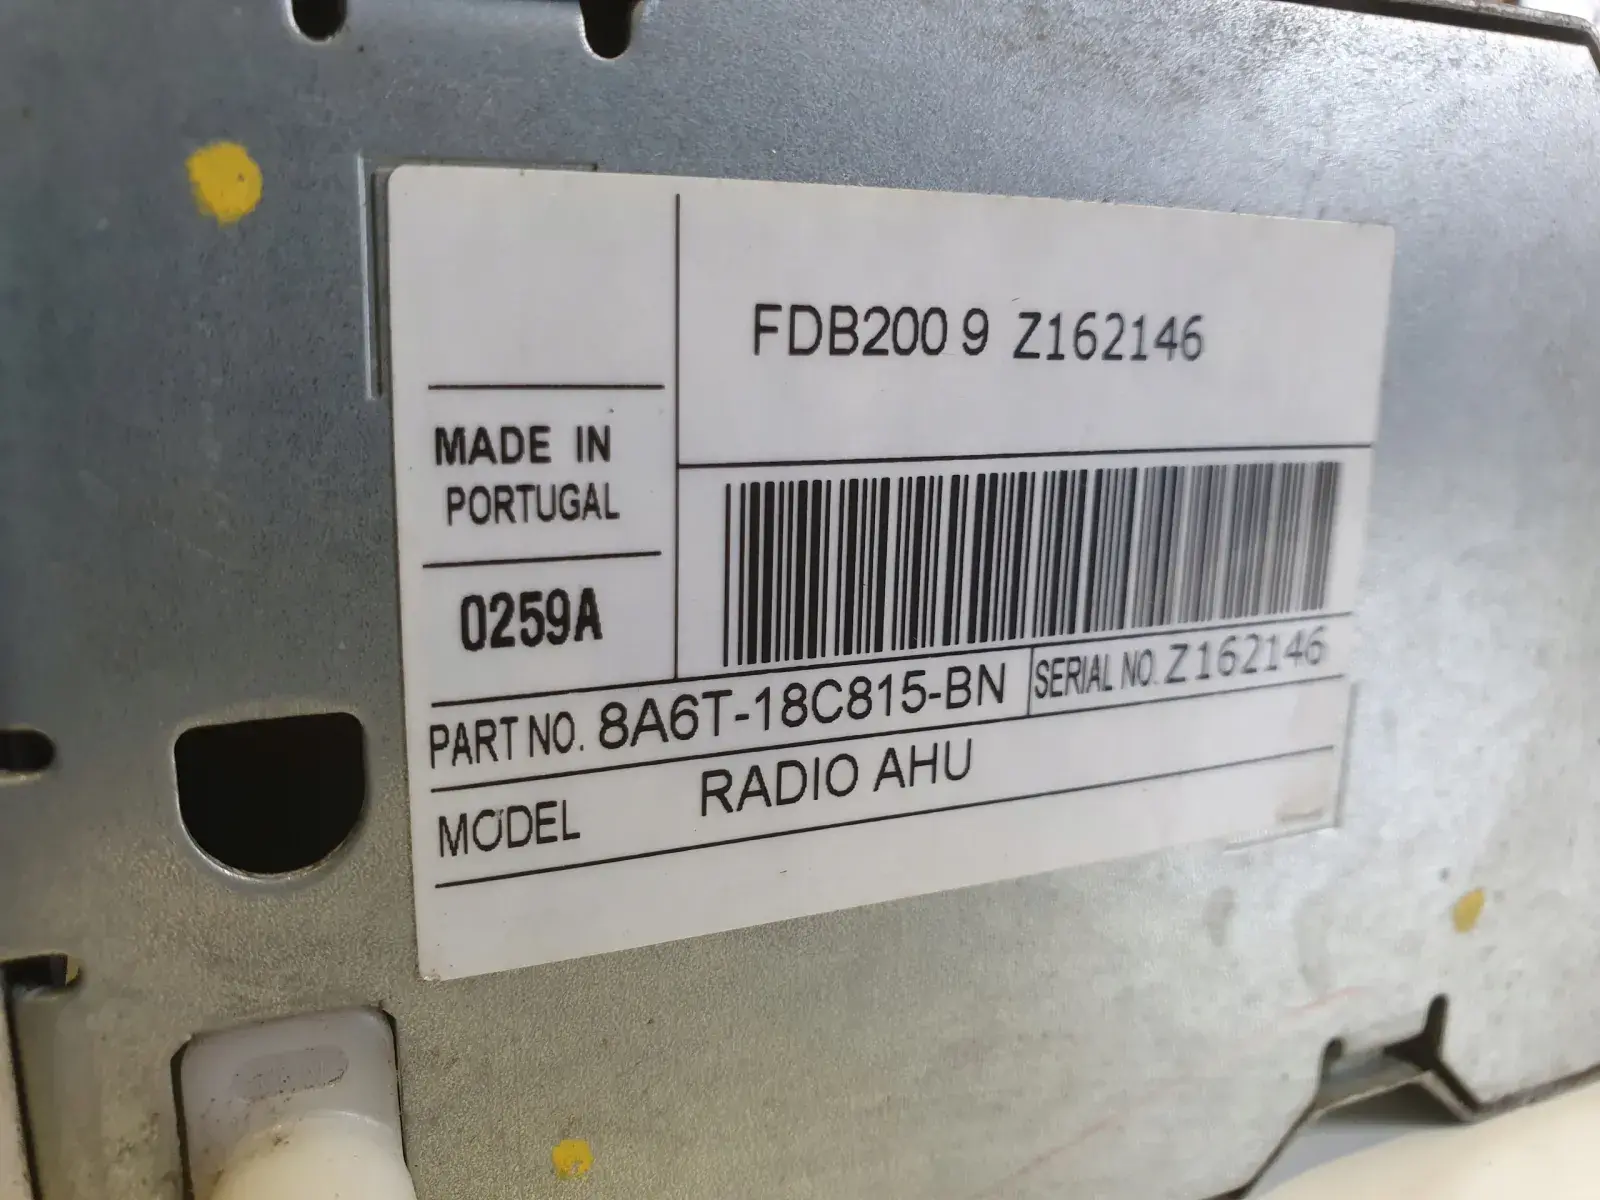 FDB200 9 Z162146
MADE IN
PORTUGAL
0259A
PART NO. 8A6T-18C815-BN SERIAL NO. Z162146
MODEL RADIO AHU